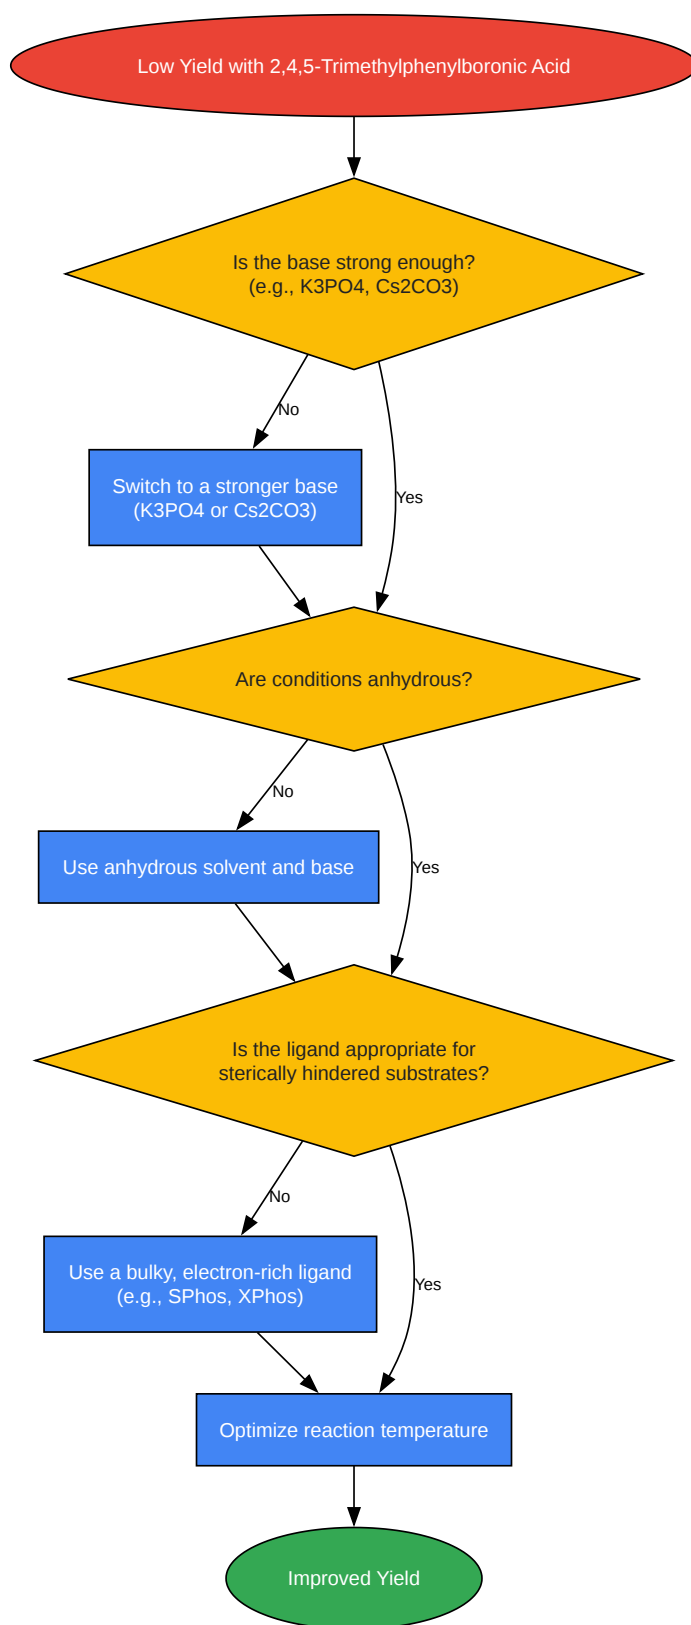 Low Yield with 2,4,5-Trimethylphenylboronic Acid
Is the base strong enough?
(e.g., K3PO4, Cs2CO3)
No
Switch to a stronger base
(K3PO4 or Cs2CO3)
Yes
Are conditions anhydrous?
No
Use anhydrous solvent and base
Yes
Is the ligand appropriate for
sterically hindered substrates?
No
Use a bulky, electron-rich ligand
(e.g., SPhos, XPhos)
Yes
Optimize reaction temperature
Improved Yield